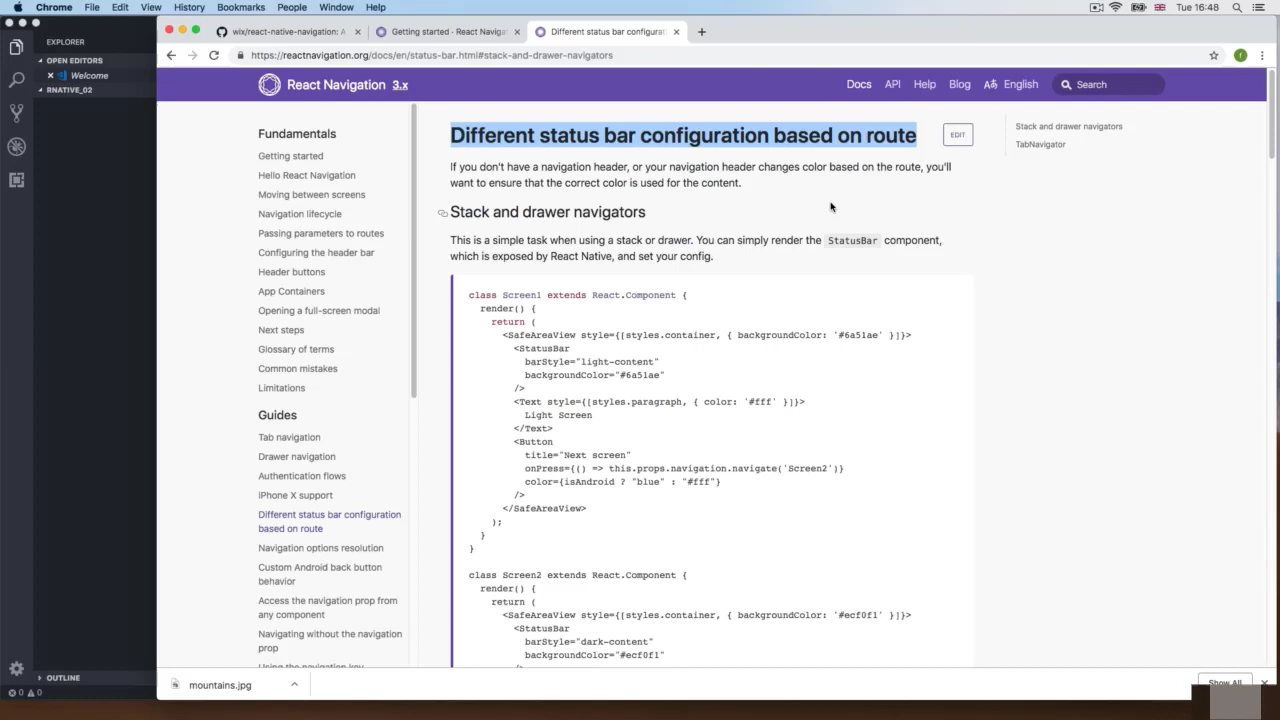 Chrome File Edit View History Bookmarks People Window Help Tue 16:48
wix/react-native-navigation: A
Getting started · React Naviga
Different status bar configurat
https://reactnavigation.org/docs/en/status-bar.html#stack-and-drawer-navigators
EXPLORER
OPEN EDITORS
Welcome
RNATIVE_02
OUTLINE
0 0
React Navigation 3.x
Docs API Help Blog English Search
Fundamentals
Getting started
Hello React Navigation
Moving between screens
Navigation lifecycle
Passing parameters to routes
Configuring the header bar
Header buttons
App Containers
Opening a full-screen modal
Next steps
Glossary of terms
Common mistakes
Limitations
Guides
Tab navigation
Drawer navigation
Authentication flows
iPhone X support
Different status bar configuration
based on route
Navigation options resolution
Custom Android back button
behavior
Access the navigation prop from
any component
Navigating without the navigation
prop
Using the navigation key
Different status bar configuration based on route
EDIT
If you don't have a navigation header, or your navigation header changes color based on the route, you'll
want to ensure that the correct color is used for the content.
Stack and drawer navigators
This is a simple task when using a stack or drawer. You can simply render the StatusBar component,
which is exposed by React Native, and set your config.
class Screen1 extends React.Component {
render() {
return (
<SafeAreaView style={[styles.container, { backgroundColor: '#6a51ae' }]}>
<StatusBar
barStyle="light-content"
backgroundColor="#6a51ae"
/>
<Text style={[styles.paragraph, { color: '#fff' }]}>
Light Screen
</Text>
<Button
title="Next screen"
onPress={() => this.props.navigation.navigate('Screen2')}
color={isAndroid ? "blue" : "#fff"}
/>
</SafeAreaView>
);
}
}
class Screen2 extends React.Component {
render() {
return (
<SafeAreaView style={[styles.container, { backgroundColor: '#ecf0f1' }]}>
<StatusBar
barStyle="dark-content"
backgroundColor="#ecf0f1"
/>
Stack and drawer navigators
TabNavigator
mountains.jpg
Show All